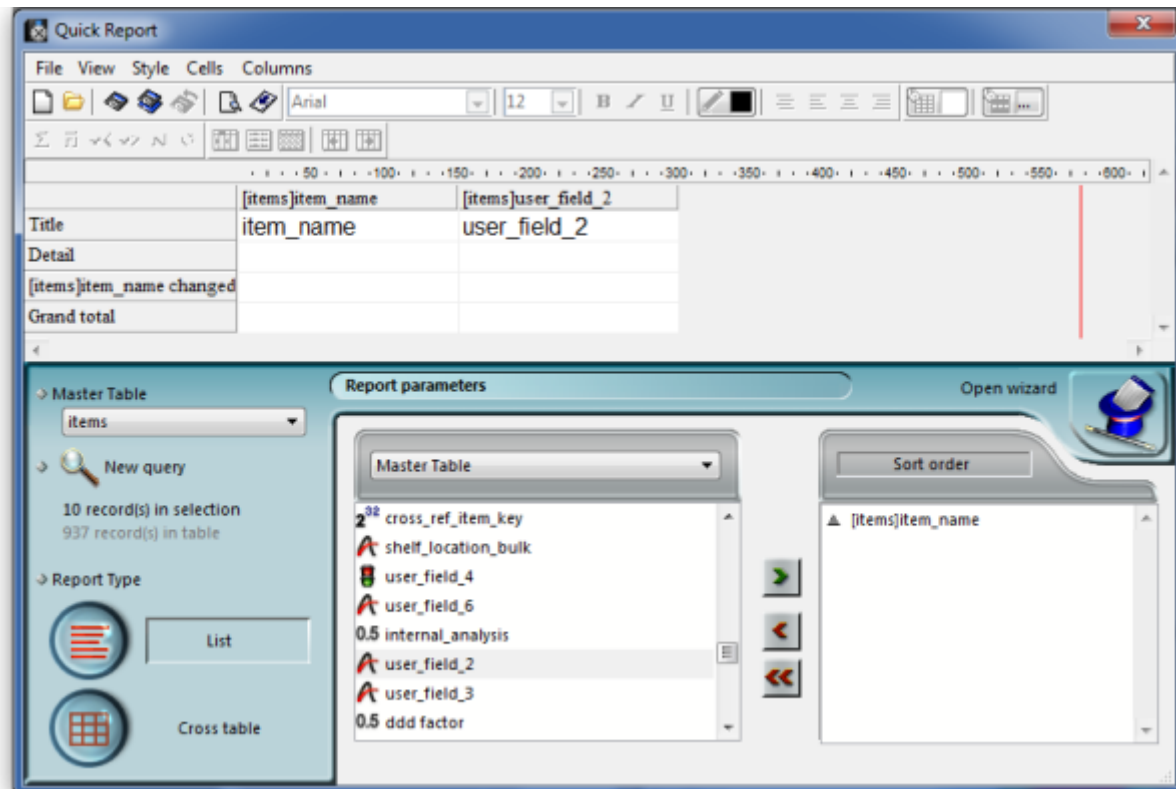 Quick Report
File View Style Cells Columns
Arial 12 B I U ...
50 100 150 200 250 300 350 400 450 500 550 600
[items]item_name [items]user_field_2
Title item_name user_field_2
Detail
[items]item_name changed
Grand total
Master Table
items
New query
10 record(s) in selection
937 record(s) in table
Report Type
List
Cross table
Report parameters
Open wizard
Master Table
2^32 cross_ref_item_key
shelf_location_bulk
user_field_4
user_field_6
0.5 internal_analysis
user_field_2
user_field_3
0.5 ddd factor
Sort order
[items]item_name